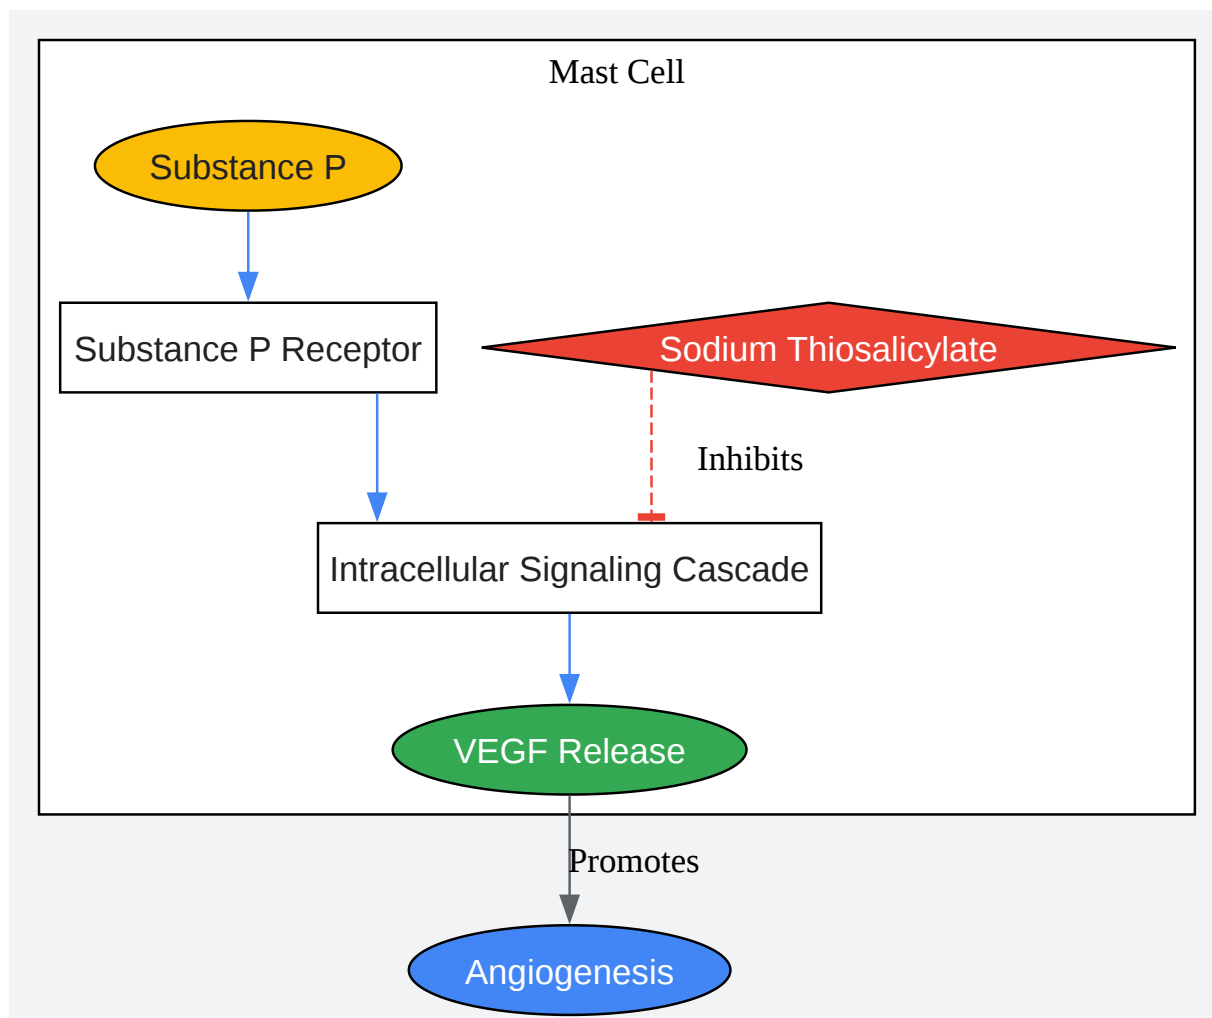 Mast Cell
Substance P
Substance P Receptor
Sodium Thiosalicylate
Inhibits
Intracellular Signaling Cascade
VEGF Release
Promotes
Angiogenesis